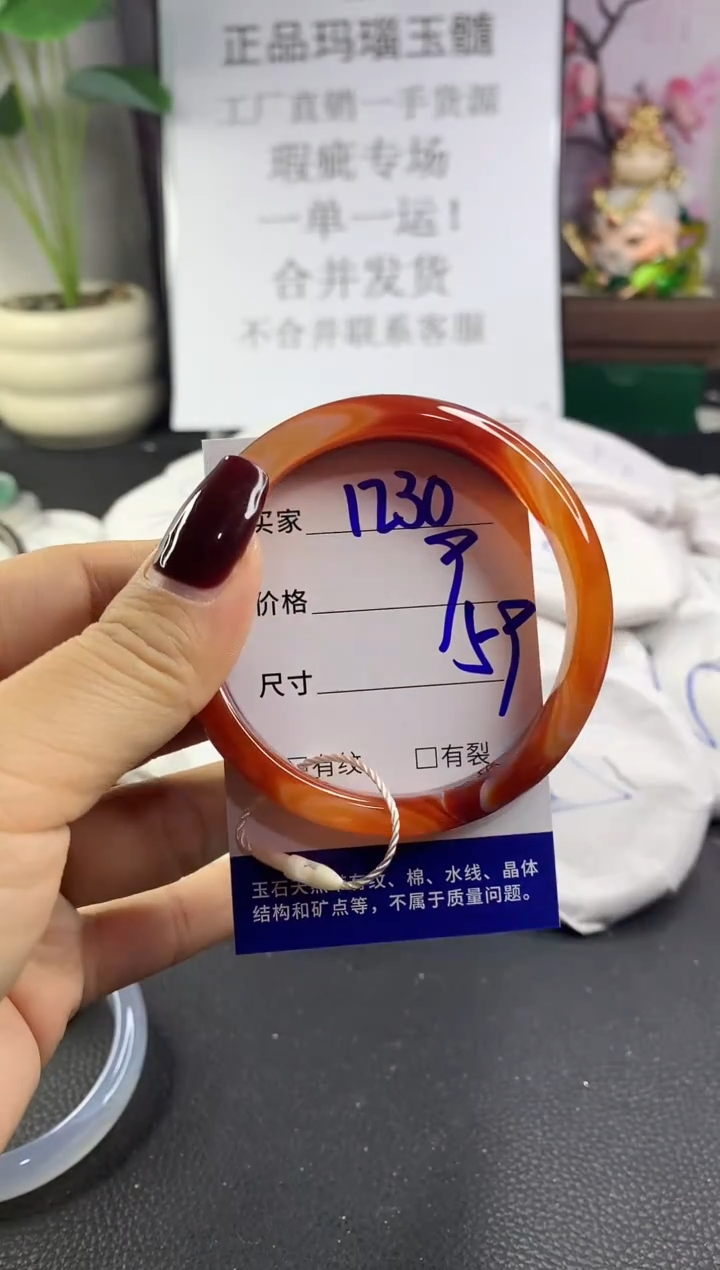 正品玛瑙玉髓
工厂直销一手货源
瑕疵专场
一单一运！
合并发货
不合并联系客服
买家 1230
价格 9
尺寸 59
□有纹 □有裂
玉石天然 有纹、棉、水线、晶体
结构和矿点等，不属于质量问题。